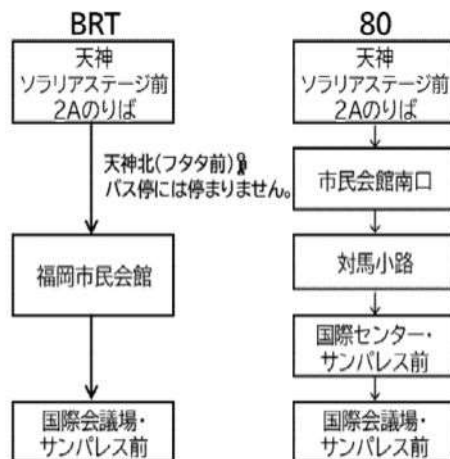 BRT
天神
ソラリアステージ前
2Aのりば
天神北(フタタ前)
バス停には停まりません。
福岡市民会館
国際会議場・
サンパレス前
80
天神
ソラリアステージ前
2Aのりば
市民会館南口
対馬小路
国際センター・
サンパレス前
国際会議場・
サンパレス前